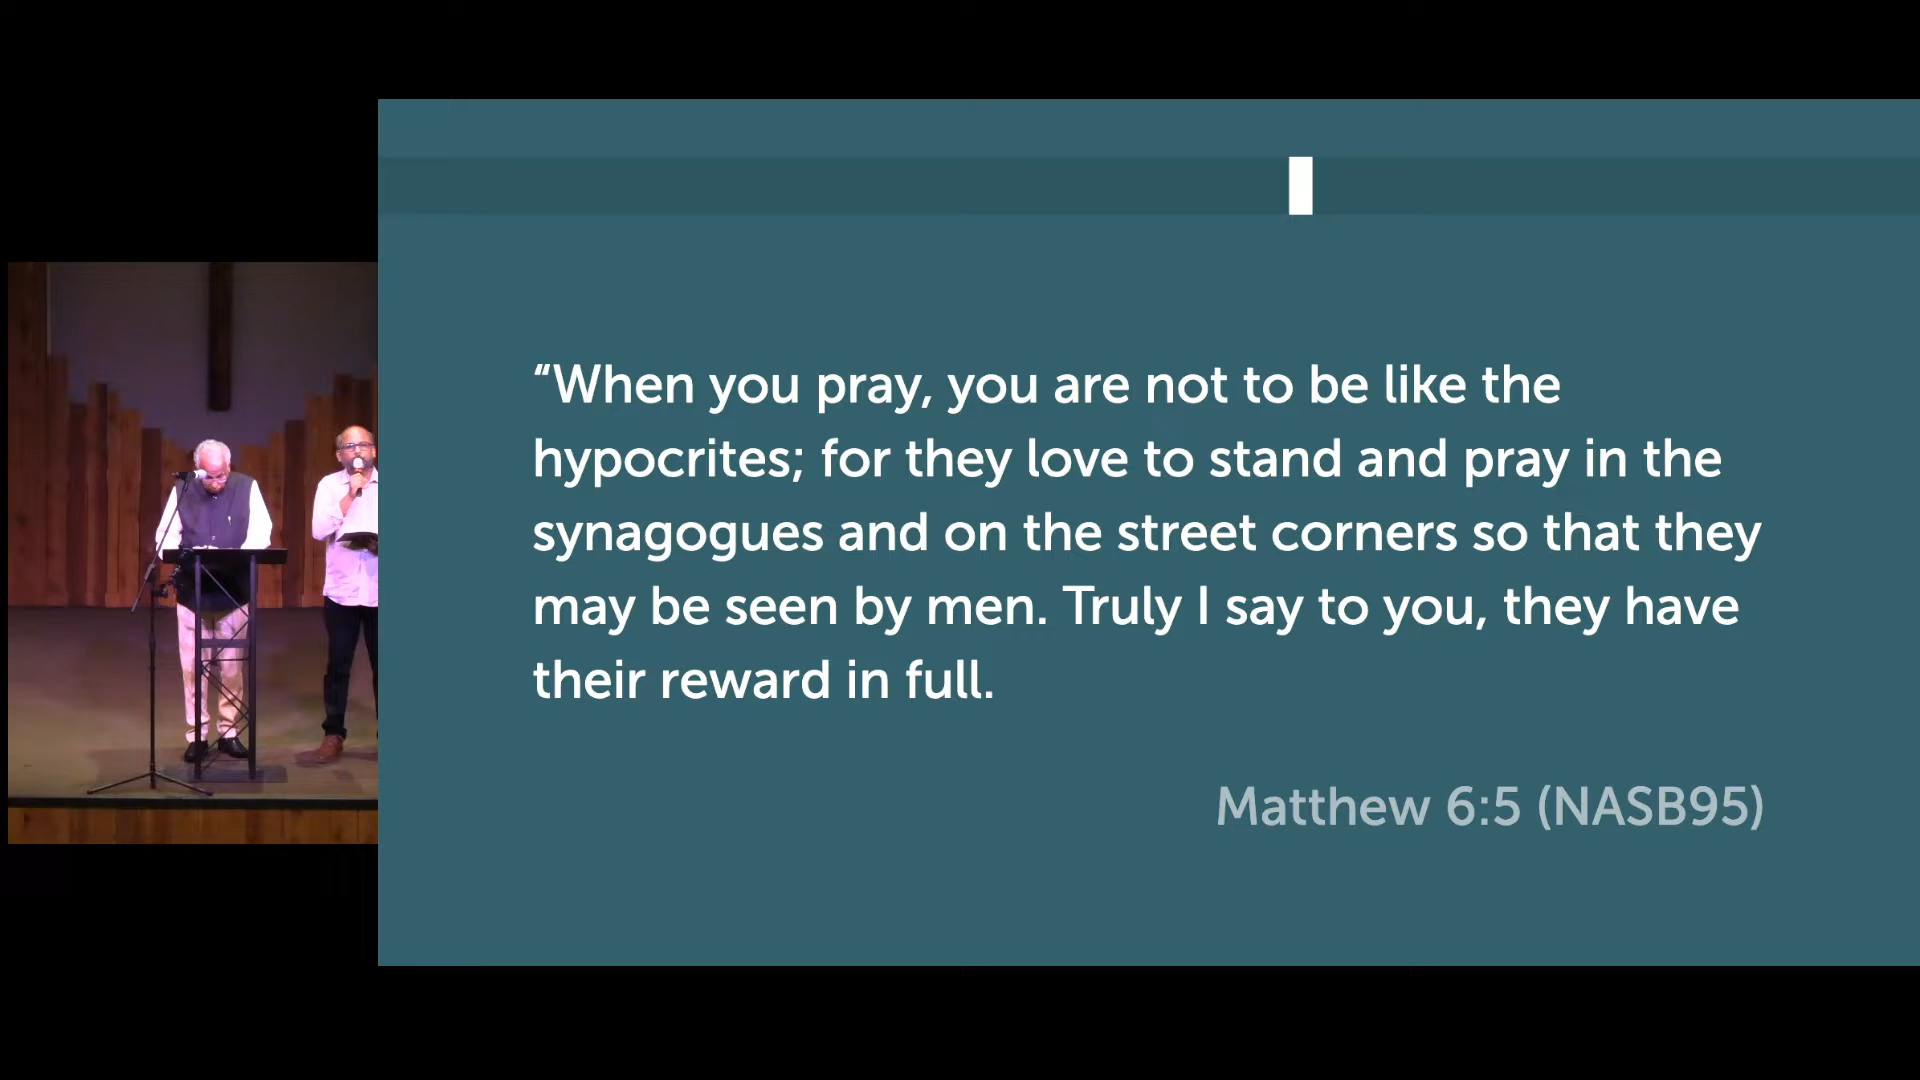 “When you pray, you are not to be like the
hypocrites; for they love to stand and pray in the
synagogues and on the street corners so that they
may be seen by men. Truly I say to you, they have
their reward in full.
Matthew 6:5 (NASB95)